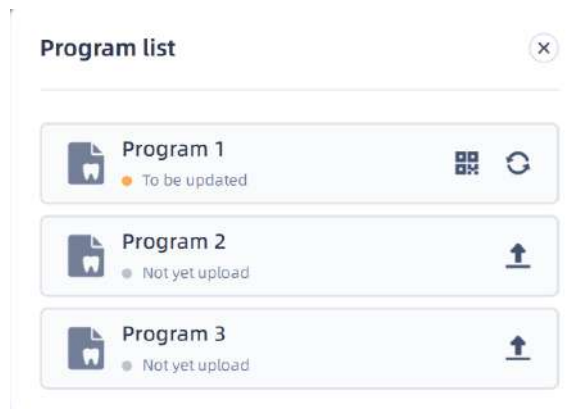 Program list
Program 1
To be updated
Program 2
Not yet upload
Program 3
Not yet upload